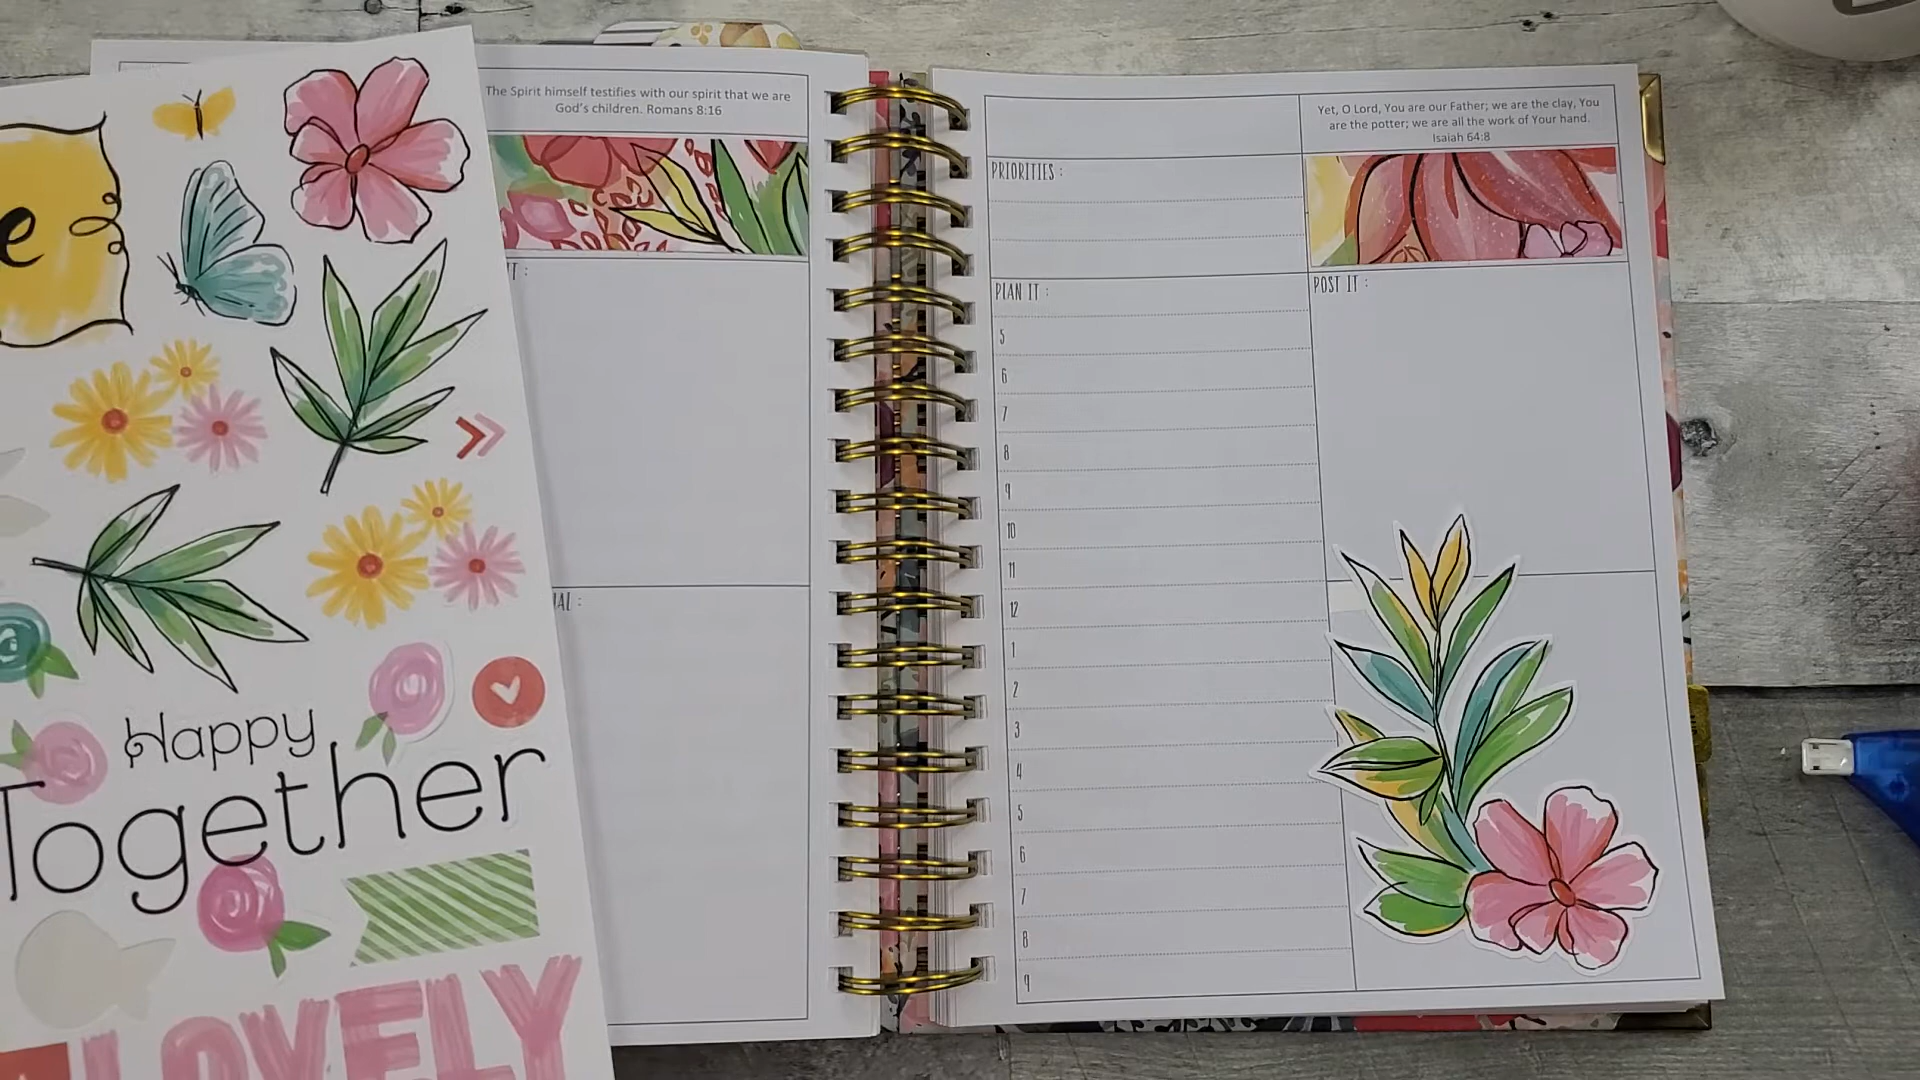 e
Happy
Together
LOVELY
The Spirit himself testifies with our spirit that we are
God's children. Romans 8:16
IT :
AL :
Yet, O Lord, You are our Father; we are the clay, You
are the potter; we are all the work of Your hand.
Isaiah 64:8
PRIORITIES :
PLAN IT :
5
6
7
8
9
10
11
12
1
2
3
4
5
6
7
8
9
POST IT :